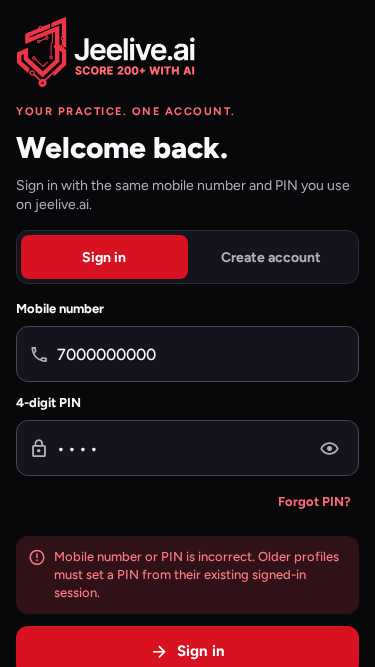 Jeelive.ai
SCORE 200+ WITH AI
YOUR PRACTICE. ONE ACCOUNT.
Welcome back.
Sign in with the same mobile number and PIN you use
on jeelive.ai.
Sign in
Create account
Mobile number
7000000000
4-digit PIN
• • • •
Forgot PIN?
Mobile number or PIN is incorrect. Older profiles
must set a PIN from their existing signed-in
session.
→ Sign in